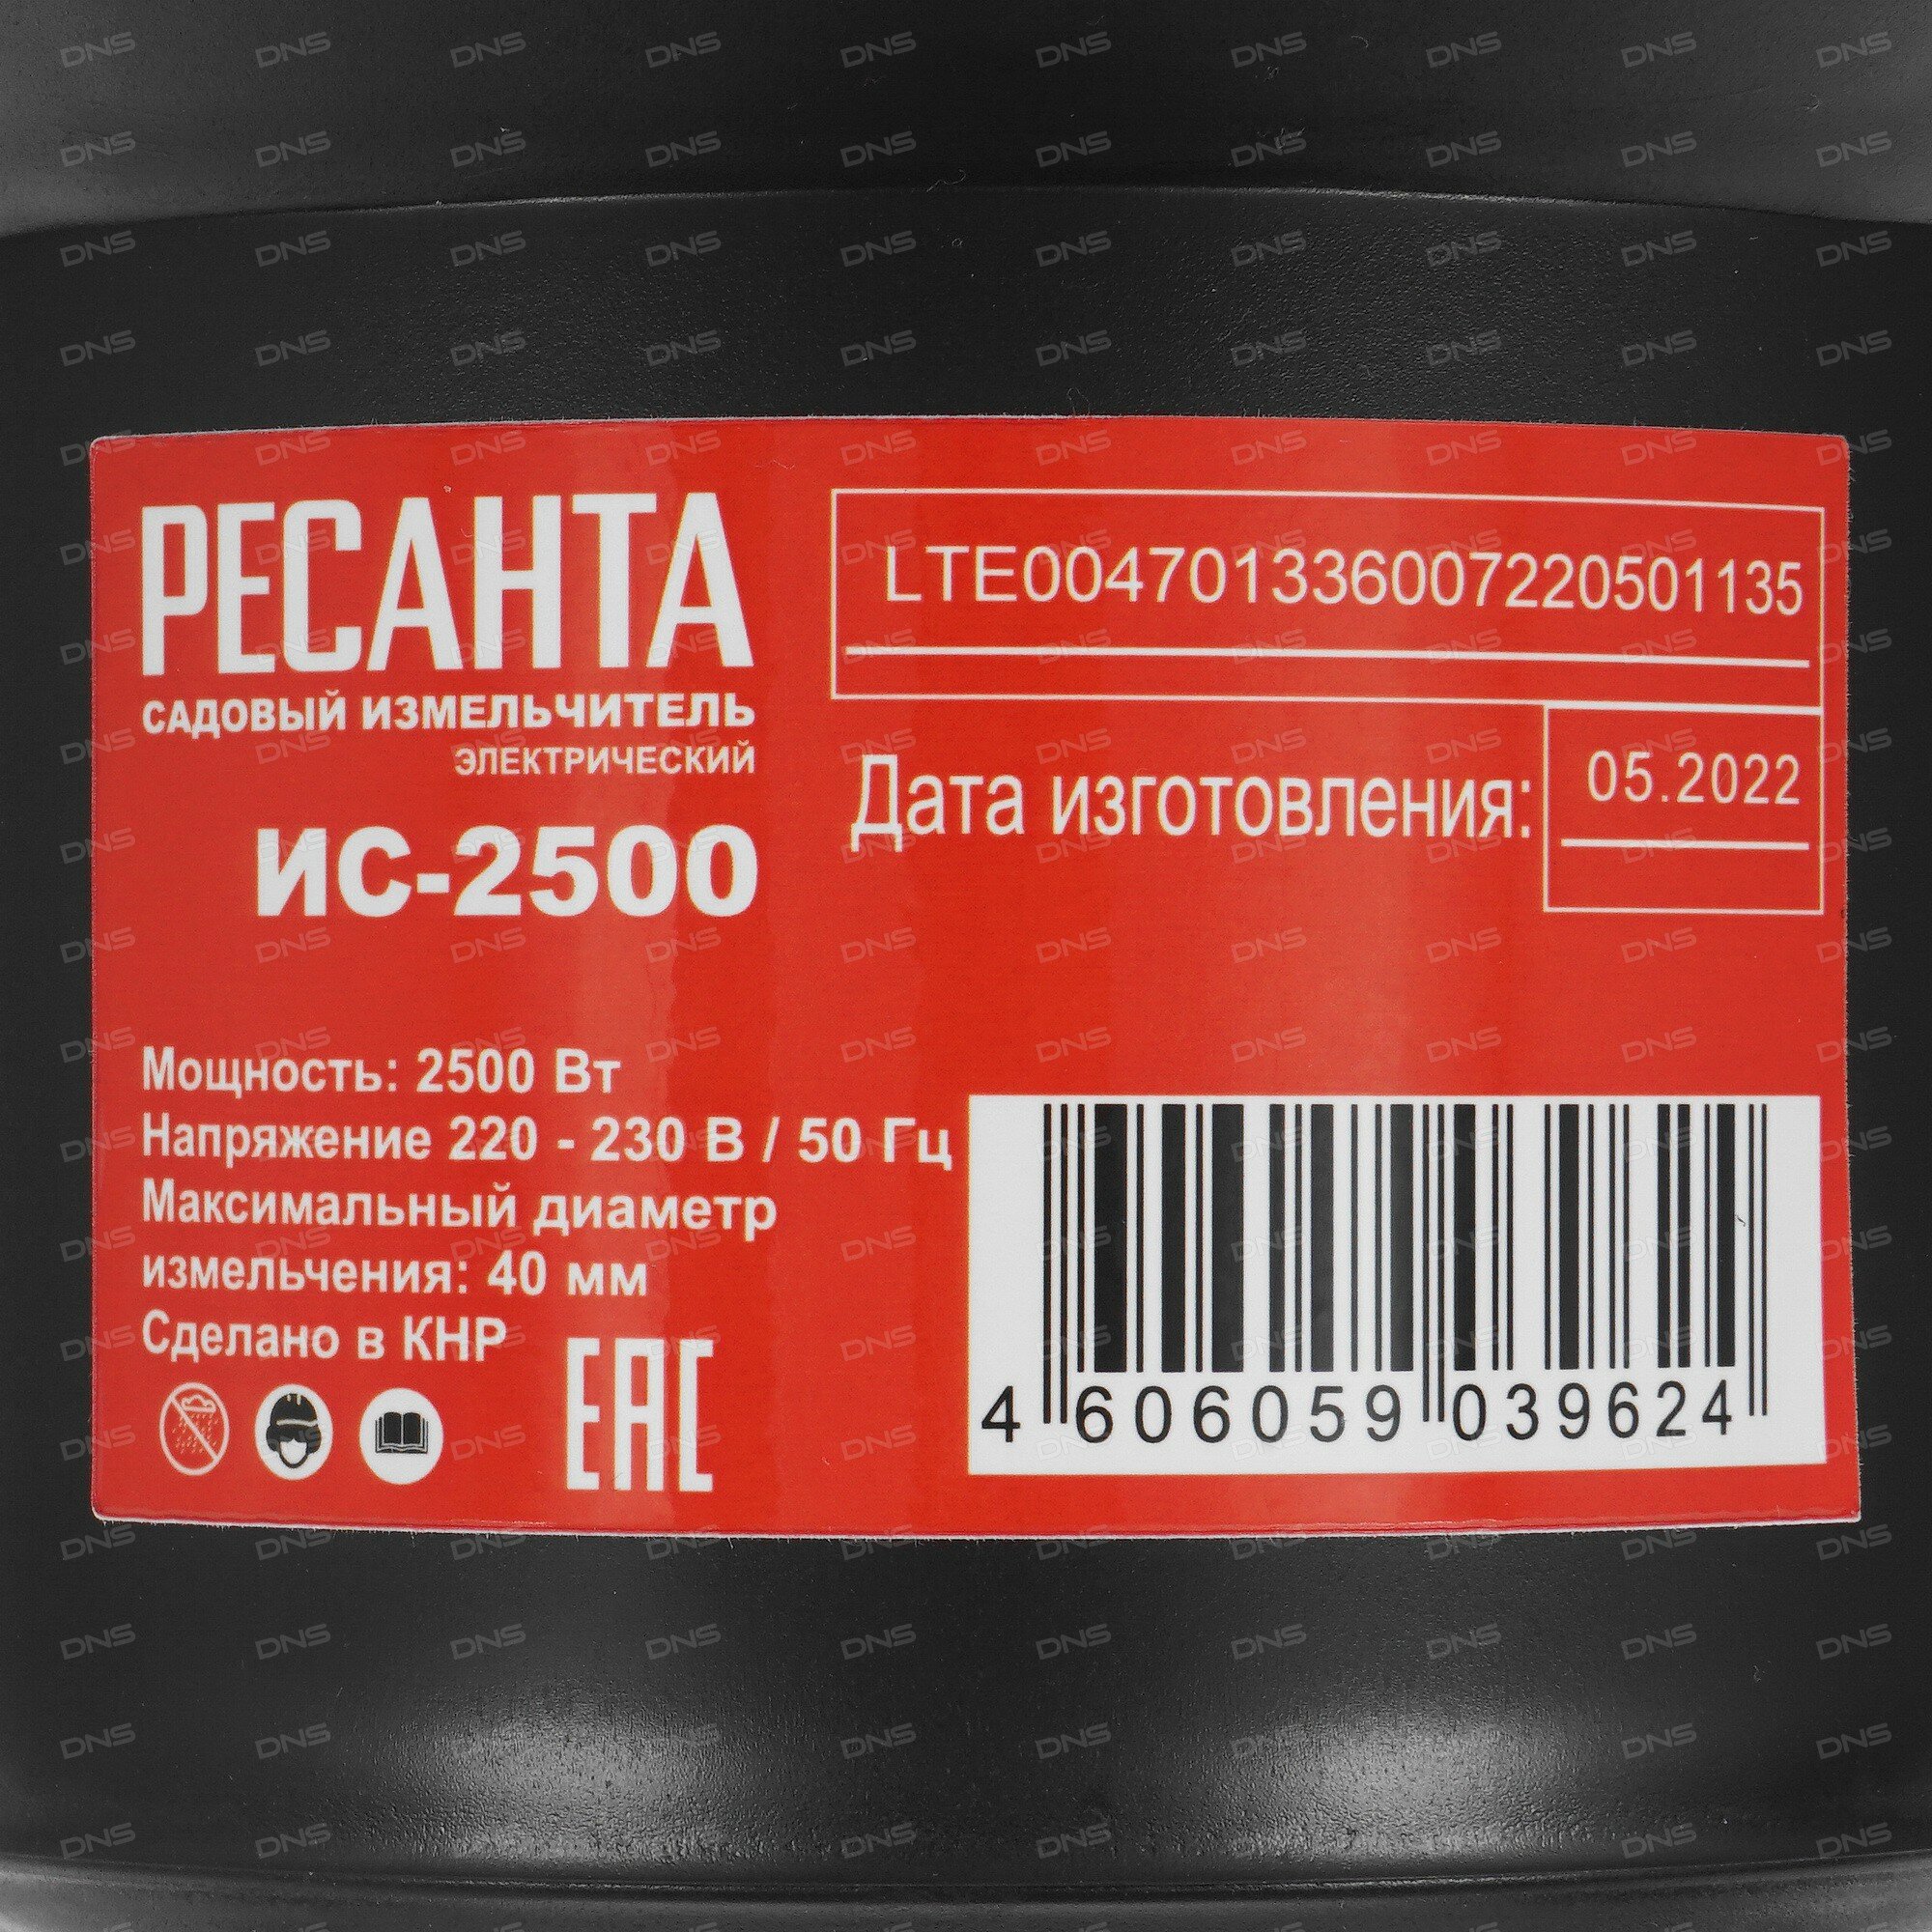 РЕСАНТА
САДОВЫЙ ИЗМЕЛЬЧИТЕЛЬ
ЭЛЕКТРИЧЕСКИЙ
ИС-2500
LTE004701336007220501135
Дата изготовления: 05.2022
Мощность: 2500 Вт
Напряжение 220 - 230 В / 50 Гц
Максимальный диаметр
измельчения: 40 мм
Сделано в КНР
EAC
4 606059 039624
DNS